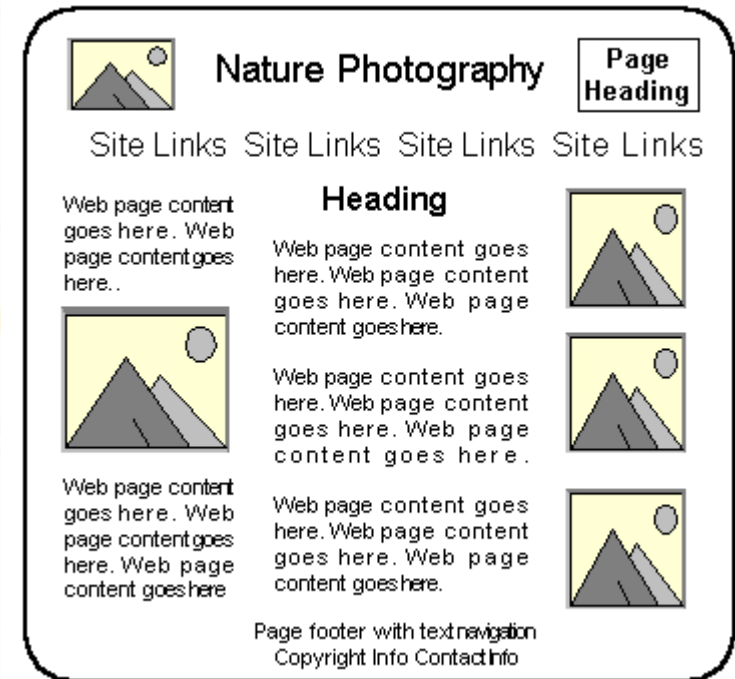 Nature Photography
Page
Heading
Site Links Site Links Site Links Site Links
Web page content
goes here. Web
page content goes
here..
Web page content
goes here. Web
page content goes
here. Web page
content goes here
Heading
Web page content goes
here. Web page content
goes here. Web page
content goes here.
Web page content goes
here. Web page content
goes here. Web page
content goes here.
Web page content goes
here. Web page content
goes here. Web page
content goes here.
Page footer with text navigation
Copyright Info Contact Info